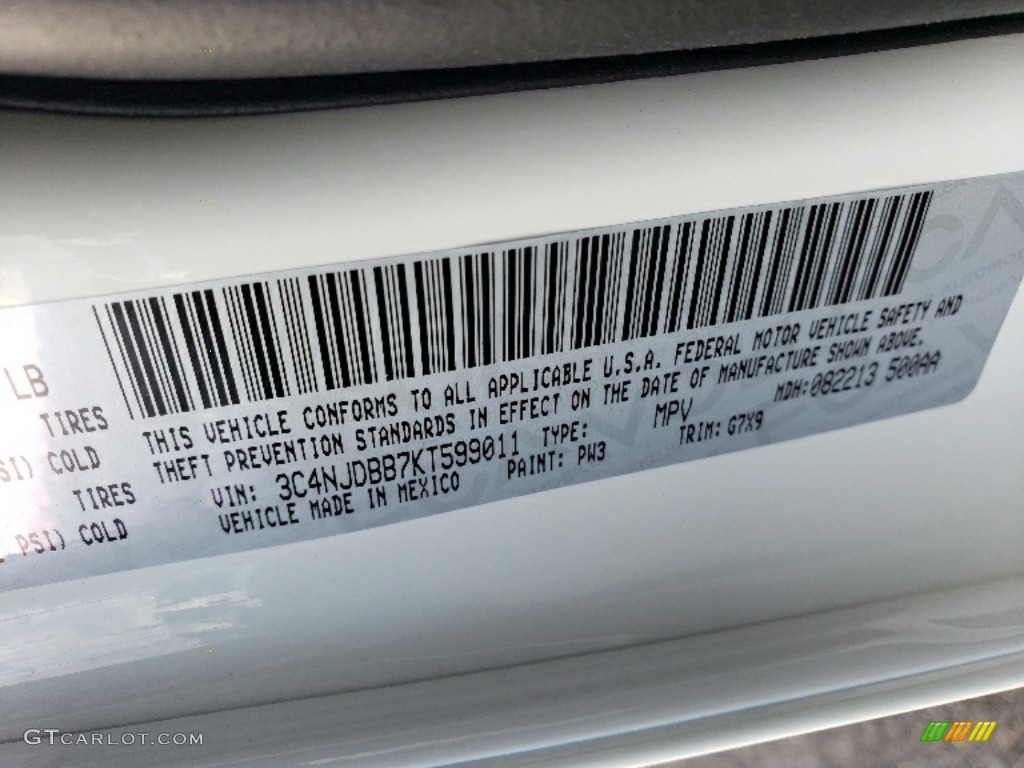 LB
TIRES
SI) COLD
TIRES
PSI) COLD
THIS VEHICLE CONFORMS TO ALL APPLICABLE U.S.A. FEDERAL MOTOR VEHICLE SAFETY AND
THEFT PREVENTION STANDARDS IN EFFECT ON THE DATE OF MANUFACTURE SHOWN ABOVE.
VIN: 3C4NJDBB7KT599011 TYPE: MPV MDH:082213 500AA
VEHICLE MADE IN MEXICO PAINT: PW3 TRIM: G7X9
GTCARLOT.COM